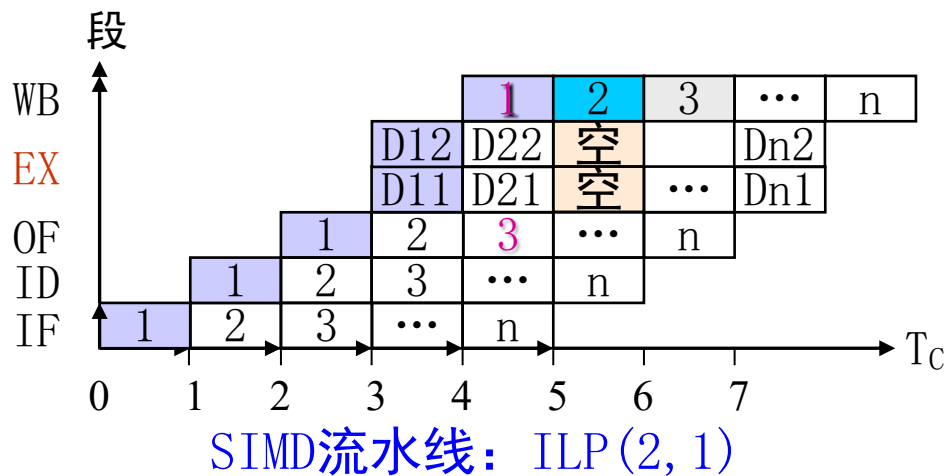 段
WB 1 2 3 … n
D12 D22 空 Dn2
EX
D11 D21 空 … Dn1
OF 1 2 3 … n
ID 1 2 3 … n
IF 1 2 3 … n
T_C
0 1 2 3 4 5 6 7
SIMD流水线：ILP(2,1)